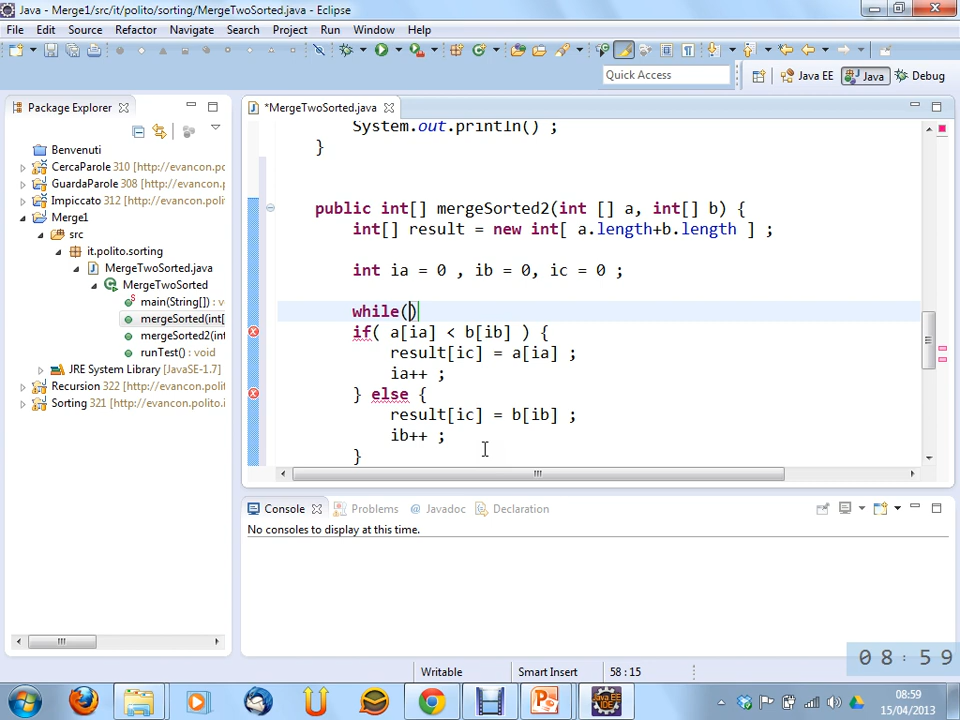 Java - Merge1/src/it/polito/sorting/MergeTwoSorted.java - Eclipse
File Edit Source Refactor Navigate Search Project Run Window Help
Quick Access
Java EE Java Debug
Package Explorer
*MergeTwoSorted.java
Benvenuti
CercaParole 310 [http://evancon.polito
GuardaParole 308 [http://evancon.p
Impiccato 312 [http://evancon.polito
Merge1
src
it.polito.sorting
MergeTwoSorted.java
MergeTwoSorted
main(String[]) : v
mergeSorted(int[
mergeSorted2(int
runTest() : void
JRE System Library [JavaSE-1.7]
Recursion 322 [http://evancon.polito
Sorting 321 [http://evancon.polito.i
System.out.println() ;
}
public int[] mergeSorted2(int [] a, int[] b) {
int[] result = new int[ a.length+b.length ] ;
int ia = 0 , ib = 0, ic = 0 ;
while()
if( a[ia] < b[ib] ) {
result[ic] = a[ia] ;
ia++ ;
} else {
result[ic] = b[ib] ;
ib++ ;
}
Console Problems @ Javadoc Declaration
No consoles to display at this time.
Writable Smart Insert 58 : 15
08:59
08:59
15/04/2013